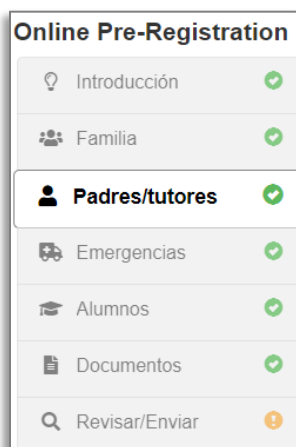 Online Pre-Registration
Introducción
Familia
Padres/tutores
Emergencias
Alumnos
Documentos
Revisar/Enviar